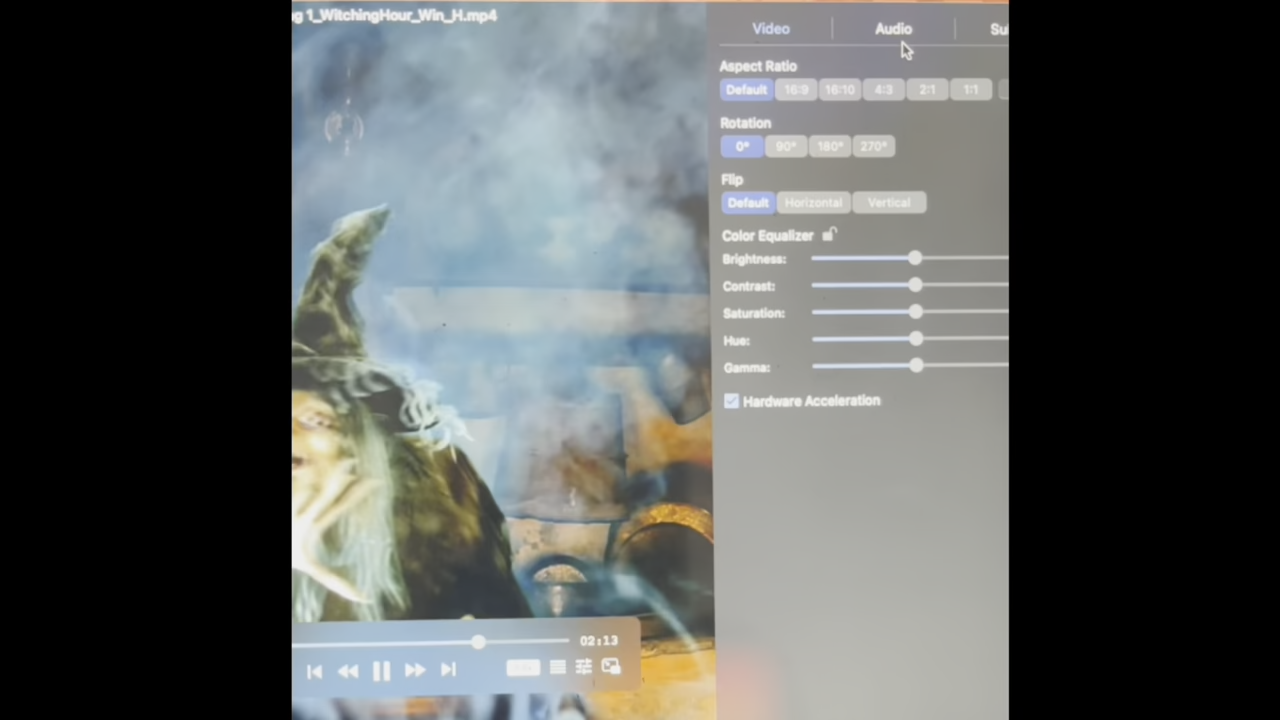 g 1_WitchingHour_Win_H.mp4
Video Audio Su
Aspect Ratio
Default 16:9 16:10 4:3 2:1 1:1
Rotation
0° 90° 180° 270°
Flip
Default Horizontal Vertical
Color Equalizer
Brightness:
Contrast:
Saturation:
Hue:
Gamma:
Hardware Acceleration
02:13